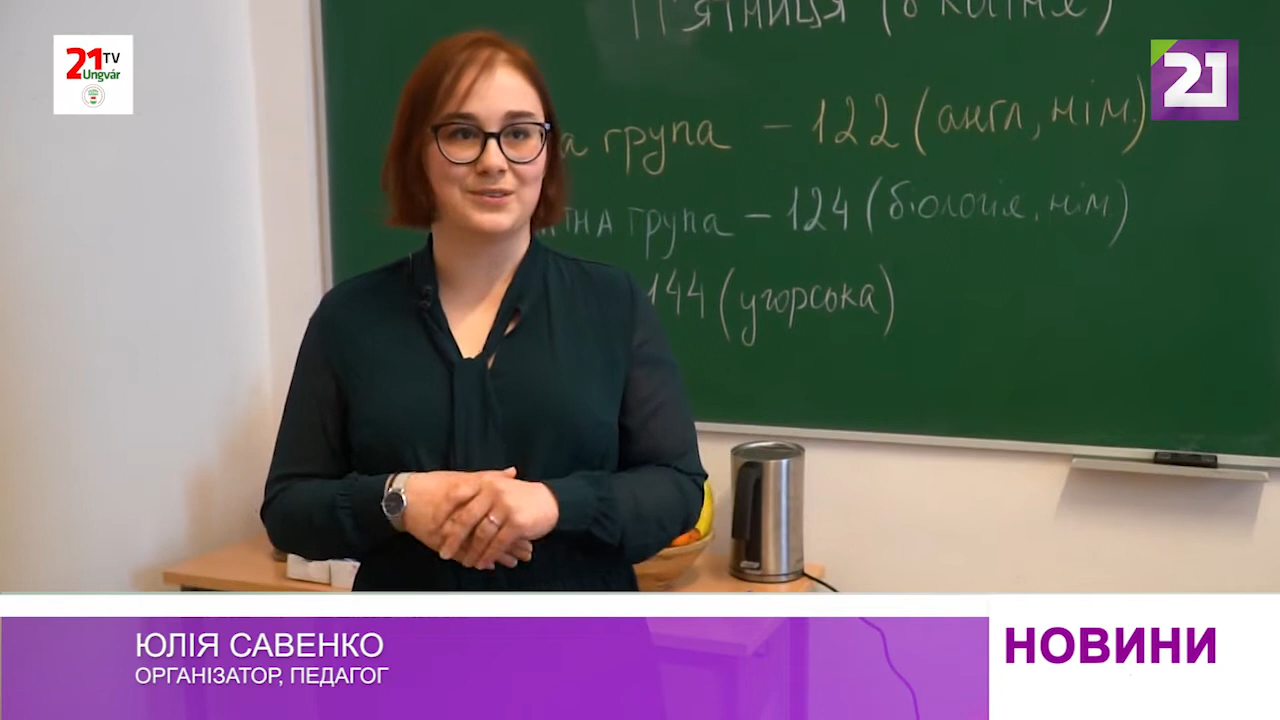 21 TV
Ungvár
21
П'ЯТНИЦЯ (8 квітня)
а група – 122 (англ, нім.)
тна група – 124 (біологія, нім.)
144 (угорська)
ЮЛІЯ САВЕНКО
ОРГАНІЗАТОР, ПЕДАГОГ
НОВИНИ